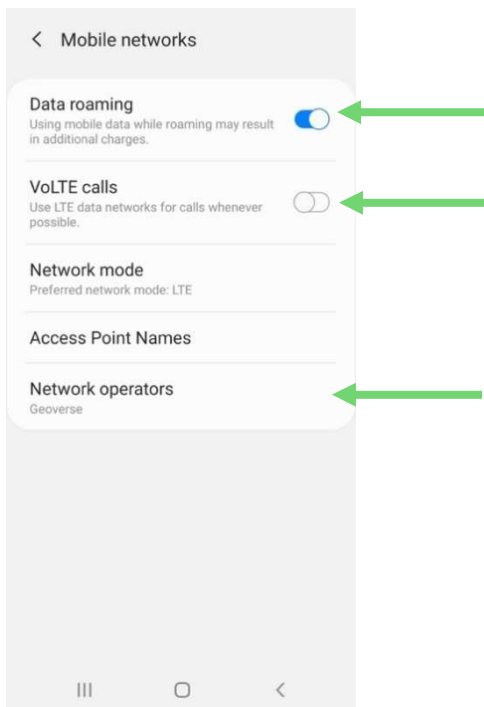 Mobile networks
Data roaming
Using mobile data while roaming may result
in additional charges.
VoLTE calls
Use LTE data networks for calls whenever
possible.
Network mode
Preferred network mode: LTE
Access Point Names
Network operators
Geoverse